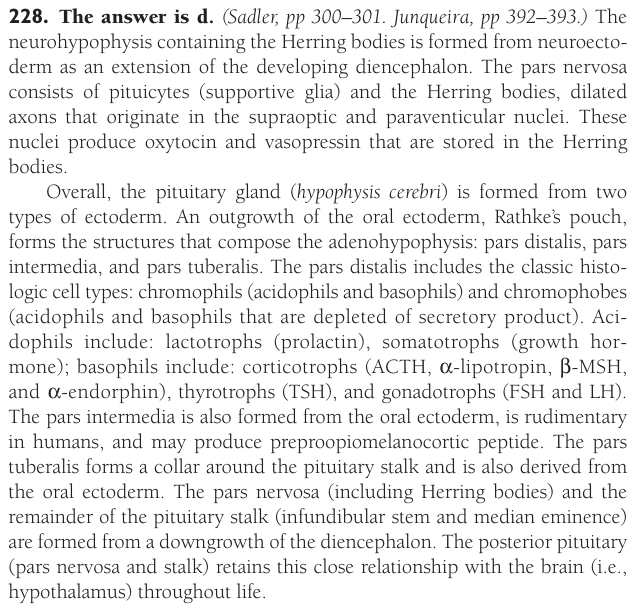 228. The answer is d. (Sadler, pp 300–301. Junqueira, pp 392–393.) The
neurohypophysis containing the Herring bodies is formed from neuroecto-
derm as an extension of the developing diencephalon. The pars nervosa
consists of pituicytes (supportive glia) and the Herring bodies, dilated
axons that originate in the supraoptic and paraventicular nuclei. These
nuclei produce oxytocin and vasopressin that are stored in the Herring
bodies.
Overall, the pituitary gland (hypophysis cerebri) is formed from two
types of ectoderm. An outgrowth of the oral ectoderm, Rathke's pouch,
forms the structures that compose the adenohypophysis: pars distalis, pars
intermedia, and pars tuberalis. The pars distalis includes the classic histo-
logic cell types: chromophils (acidophils and basophils) and chromophobes
(acidophils and basophils that are depleted of secretory product). Aci-
dophils include: lactotrophs (prolactin), somatotrophs (growth hor-
mone); basophils include: corticotrophs (ACTH, α-lipotropin, β-MSH,
and α-endorphin), thyrotrophs (TSH), and gonadotrophs (FSH and LH).
The pars intermedia is also formed from the oral ectoderm, is rudimentary
in humans, and may produce preproopiomelanocortic peptide. The pars
tuberalis forms a collar around the pituitary stalk and is also derived from
the oral ectoderm. The pars nervosa (including Herring bodies) and the
remainder of the pituitary stalk (infundibular stem and median eminence)
are formed from a downgrowth of the diencephalon. The posterior pituitary
(pars nervosa and stalk) retains this close relationship with the brain (i.e.,
hypothalamus) throughout life.